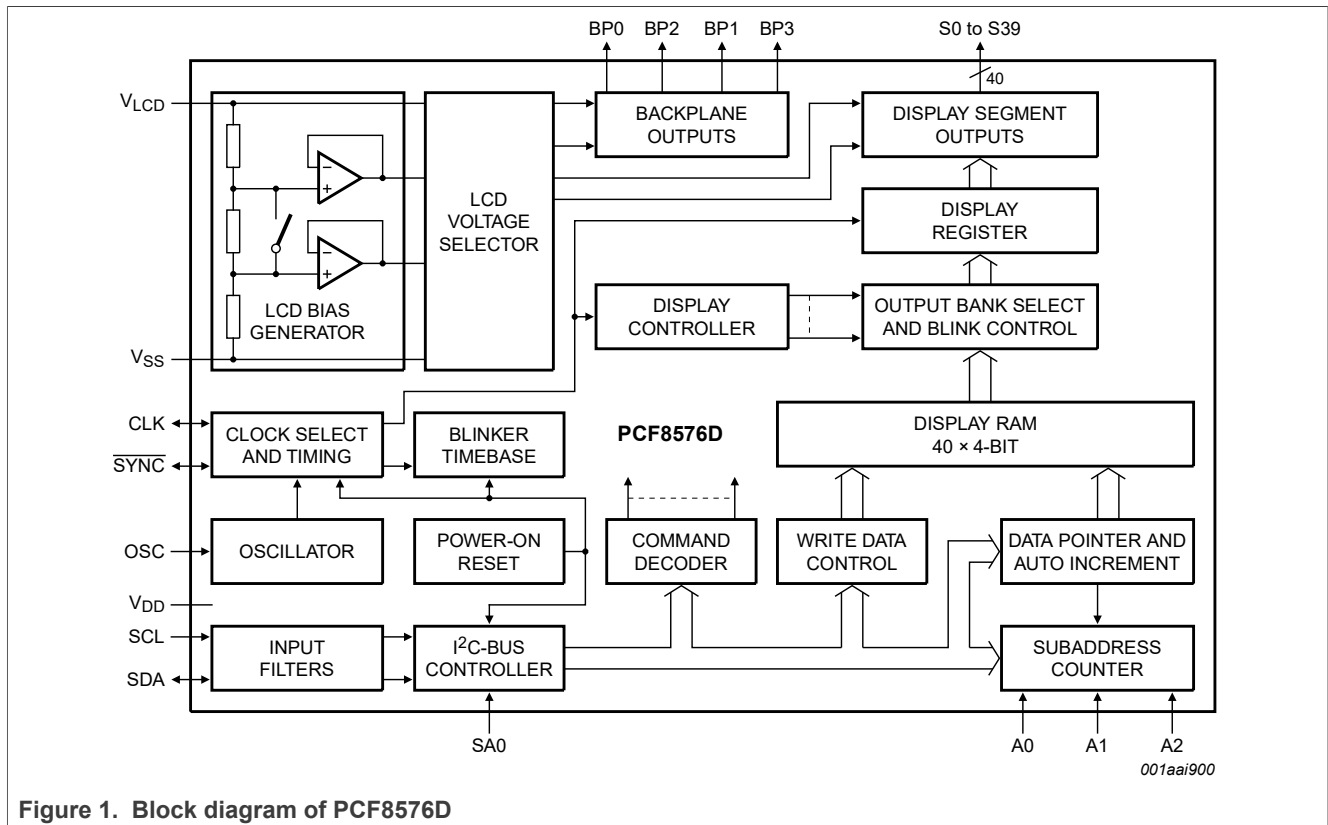 BP0 BP2 BP1 BP3 S0 to S39
40
VLCD
BACKPLANE
OUTPUTS
DISPLAY SEGMENT
OUTPUTS
LCD
VOLTAGE
SELECTOR
DISPLAY
REGISTER
LCD BIAS
GENERATOR
DISPLAY
CONTROLLER
OUTPUT BANK SELECT
AND BLINK CONTROL
VSS
CLK
SYNC
CLOCK SELECT
AND TIMING
BLINKER
TIMEBASE
PCF8576D
DISPLAY RAM
40 × 4-BIT
OSC
OSCILLATOR
POWER-ON
RESET
COMMAND
DECODER
WRITE DATA
CONTROL
DATA POINTER AND
AUTO INCREMENT
VDD
SCL
SDA
INPUT
FILTERS
I²C-BUS
CONTROLLER
SUBADDRESS
COUNTER
SA0 A0 A1 A2
001aai900
Figure 1. Block diagram of PCF8576D